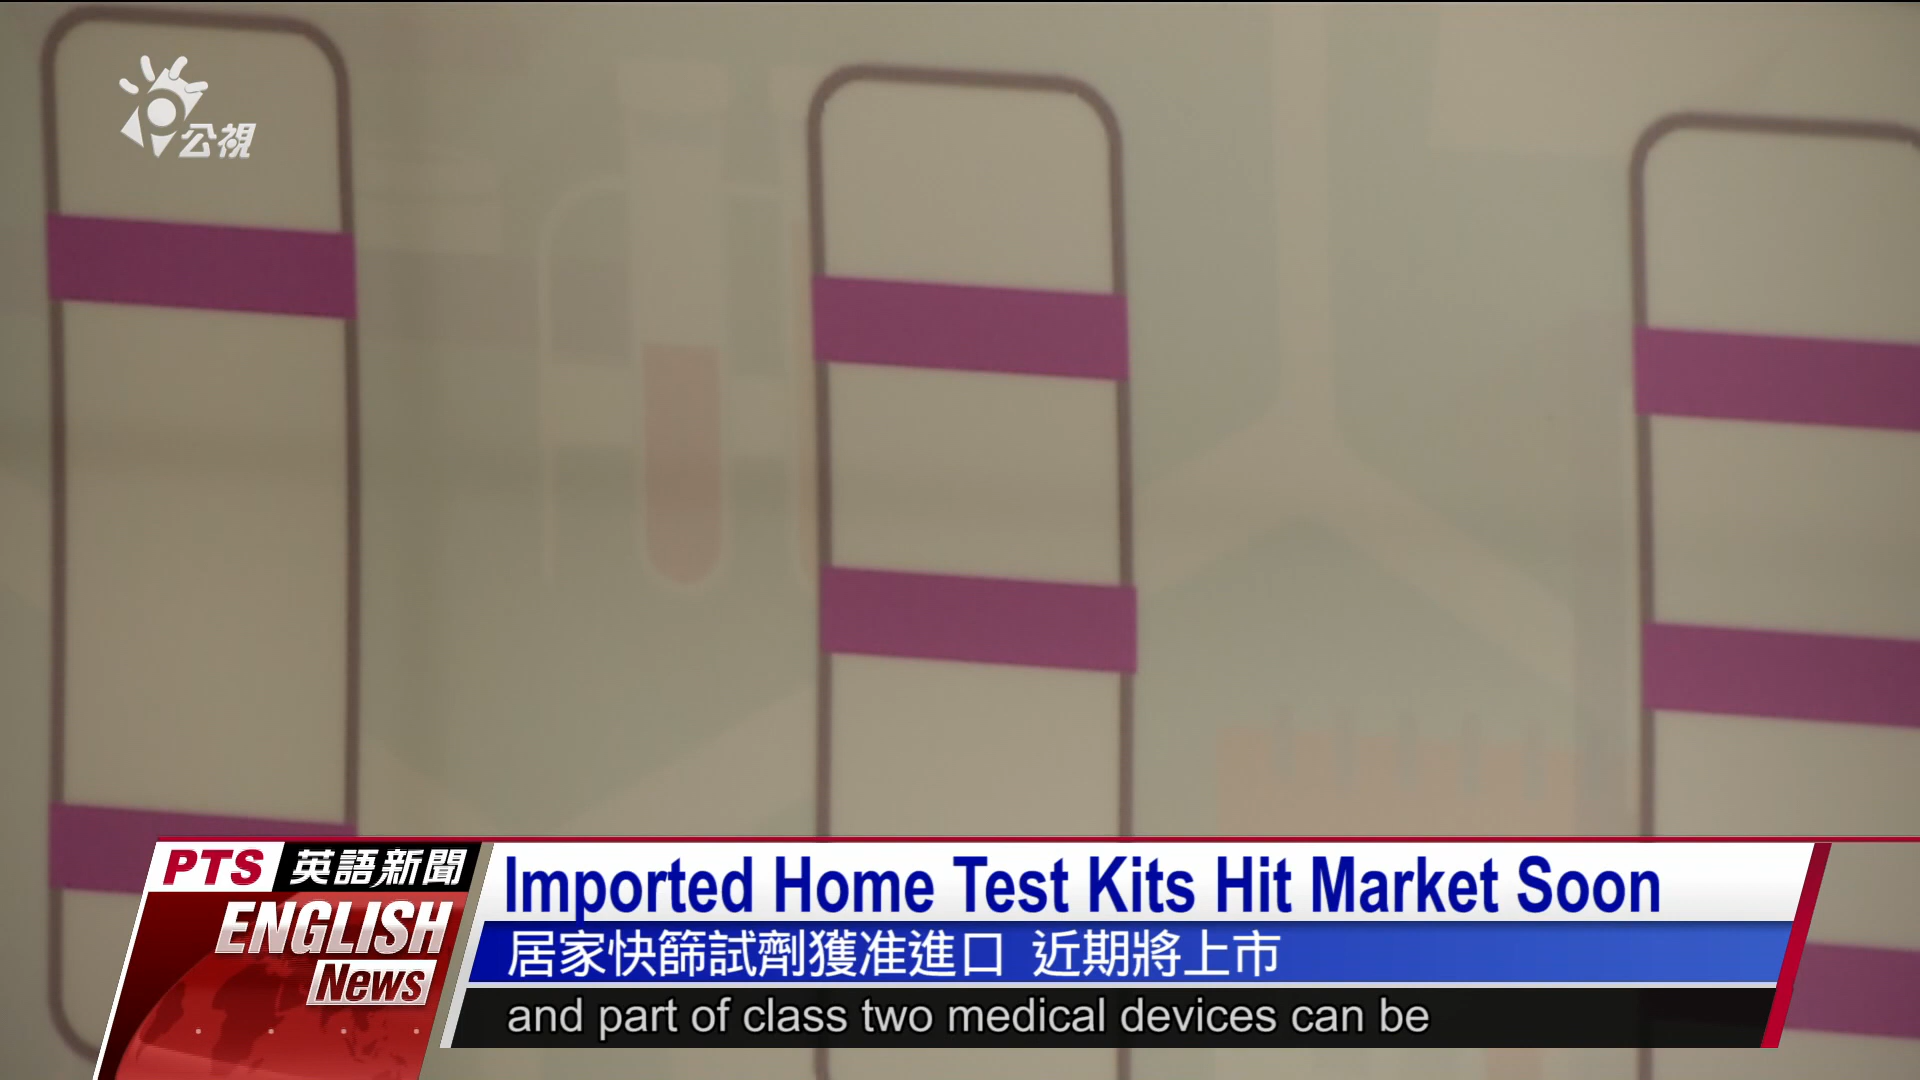 公視
PTS 英語新聞
ENGLISH
News
Imported Home Test Kits Hit Market Soon
居家快篩試劑獲准進口 近期將上市
and part of class two medical devices can be